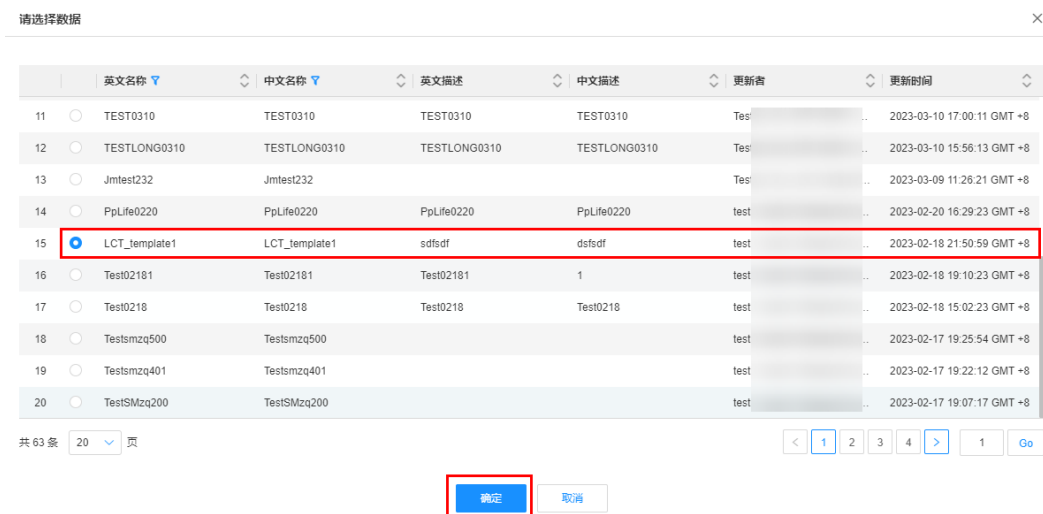 请选择数据
英文名称 中文名称 英文描述 中文描述 更新者 更新时间
11 TEST0310 TEST0310 TEST0310 TEST0310 .. 2023-03-10 17:00:11 GMT +8
12 TESTLONG0310 TESTLONG0310 TESTLONG0310 TESTLONG0310 .. 2023-03-10 15:56:13 GMT +8
13 Jmtest232 Jmtest232 .. 2023-03-09 11:26:21 GMT +8
14 PpLife0220 PpLife0220 PpLife0220 PpLife0220 test .. 2023-02-20 16:29:23 GMT +8
15 LCT_template1 LCT_template1 sdfsdf dsfsdf test .. 2023-02-18 21:50:59 GMT +8
16 Test02181 Test02181 Test02181 1 test .. 2023-02-18 19:10:23 GMT +8
17 Test0218 Test0218 Test0218 Test0218 test .. 2023-02-18 15:02:23 GMT +8
18 Testsmzq500 Testsmzq500 test .. 2023-02-17 19:25:54 GMT +8
19 Testsmzq401 Testsmzq401 test .. 2023-02-17 19:22:12 GMT +8
20 TestSMzq200 TestSMzq200 test .. 2023-02-17 19:07:17 GMT +8
共 63 条 20 页 < 1 2 3 4 > 1 Go
确定 取消